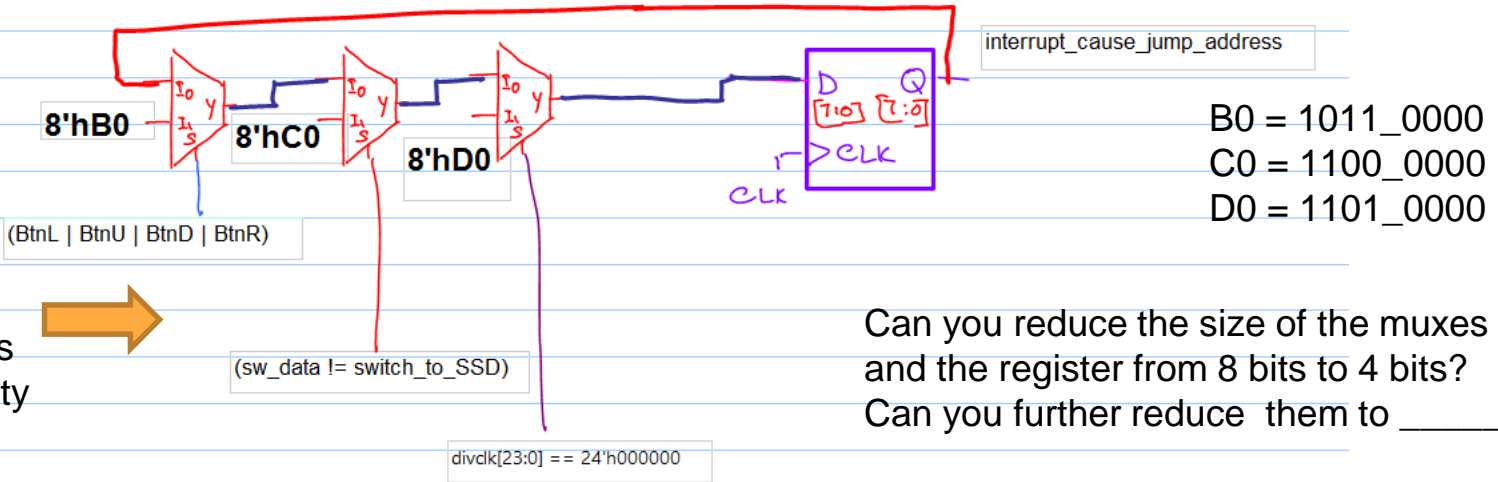 interrupt_cause_jump_address
I0
I1
S
Y
I0
I1
S
Y
I0
I1
S
Y
D Q
[7:0] [7:0]
CLK
CLK
8'hB0
8'hC0
8'hD0
B0 = 1011_0000
C0 = 1100_0000
D0 = 1101_0000
(BtnL | BtnU | BtnD | BtnR)
s
ty
(sw_data != switch_to_SSD)
divclk[23:0] == 24'h000000
Can you reduce the size of the muxes
and the register from 8 bits to 4 bits?
Can you further reduce them to _____